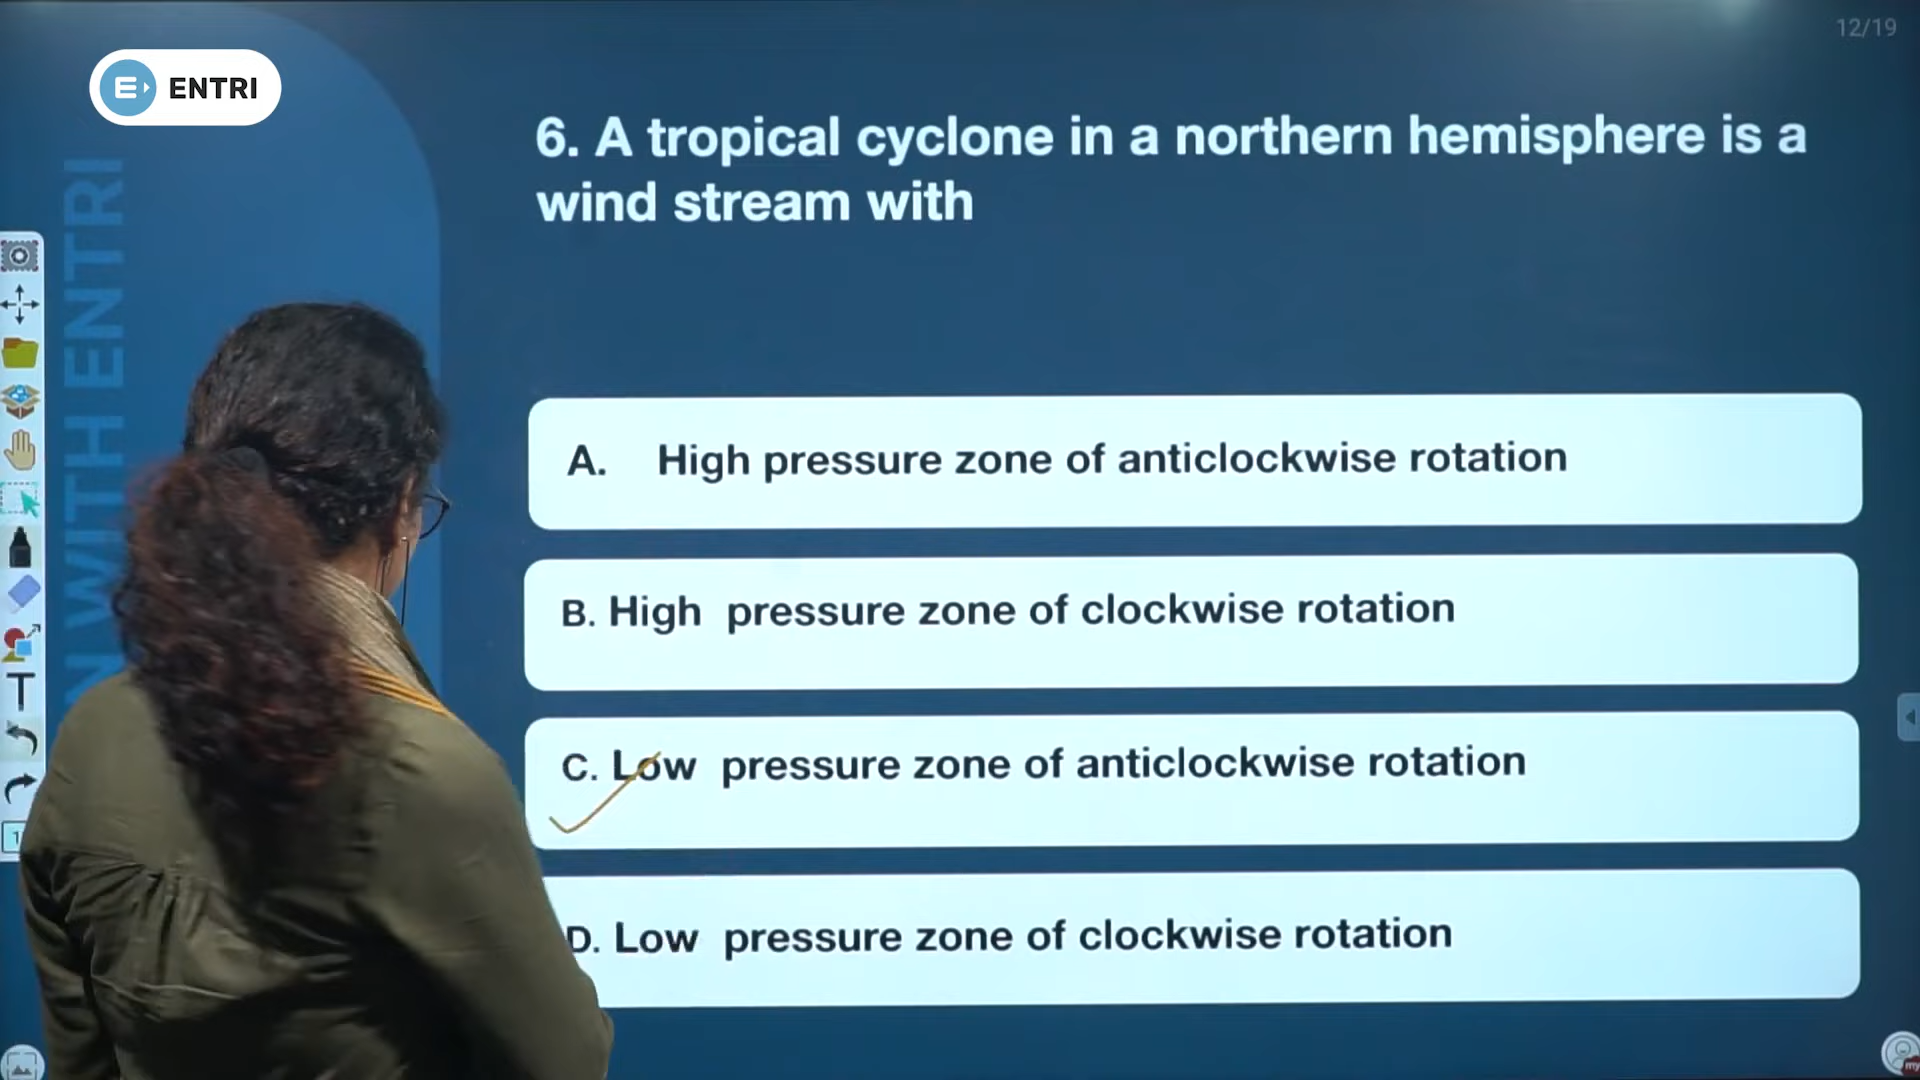 12/19
ENTRI
6. A tropical cyclone in a northern hemisphere is a
wind stream with
WITH ENTRI
A. High pressure zone of anticlockwise rotation
B. High pressure zone of clockwise rotation
C. Low pressure zone of anticlockwise rotation
D. Low pressure zone of clockwise rotation